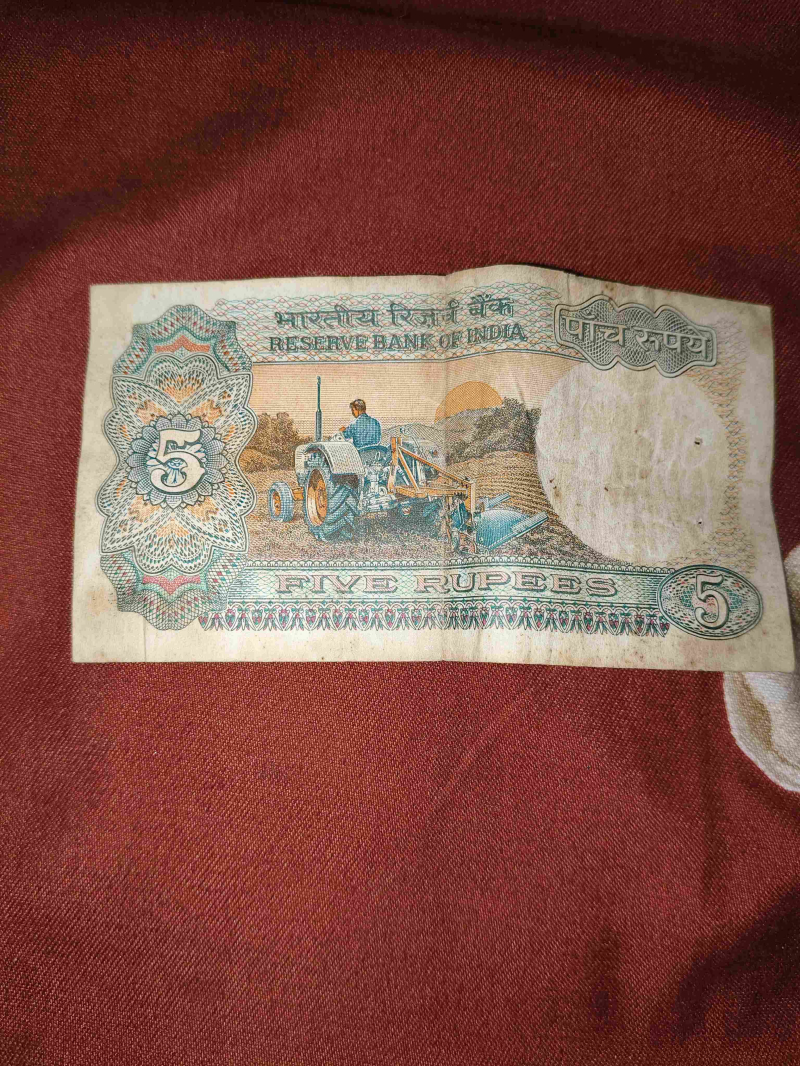 भारतीय रिज़र्व बैंक
RESERVE BANK OF INDIA
पाँच रूपये
5
FIVE RUPEES
5